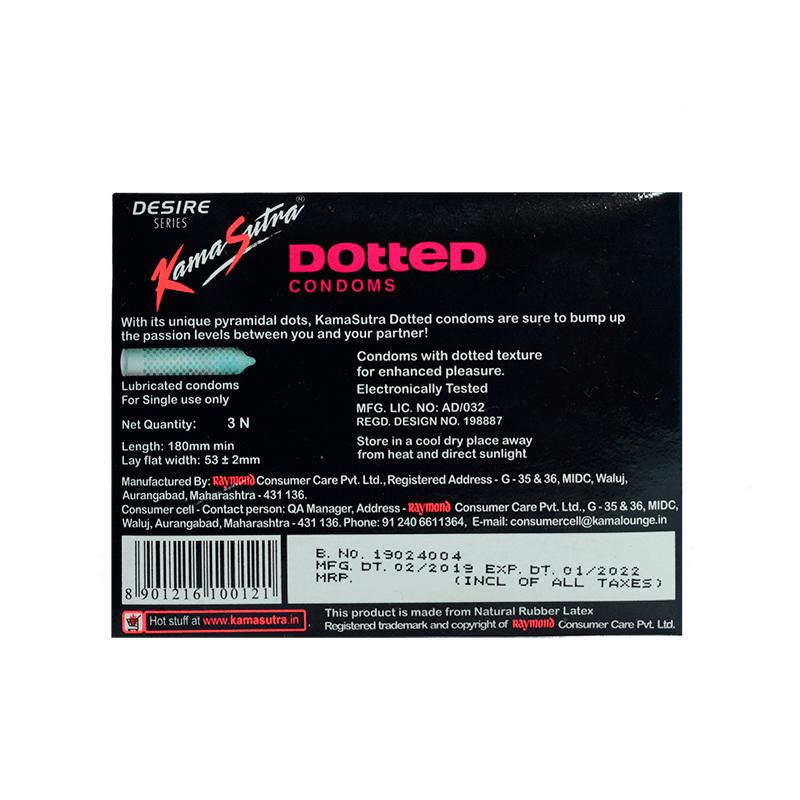 DESIRE
SERIES
KamaSutra®
DOTTED
CONDOMS
With its unique pyramidal dots, KamaSutra Dotted condoms are sure to bump up
the passion levels between you and your partner!
Lubricated condoms
For Single use only
Net Quantity: 3 N
Length: 180mm min
Lay flat width: 53 ± 2mm
Condoms with dotted texture
for enhanced pleasure.
Electronically Tested
MFG. LIC. NO: AD/032
REGD. DESIGN NO. 198887
Store in a cool dry place away
from heat and direct sunlight
Manufactured By: Raymond Consumer Care Pvt. Ltd., Registered Address - G - 35 & 36, MIDC, Waluj,
Aurangabad, Maharashtra - 431 136.
Consumer cell - Contact person: QA Manager, Address - Raymond Consumer Care Pvt. Ltd., G - 35 & 36, MIDC,
Waluj, Aurangabad, Maharashtra - 431 136. Phone: 91 240 6611364, E-mail: consumercell@kamalounge.in
8 901216 100121
B. NO. 19024004
MFG. DT. 02/2019 EXP. DT. 01/2022
MRP. (INCL OF ALL TAXES)
Hot stuff at www.kamasutra.in
This product is made from Natural Rubber Latex
Registered trademark and copyright of Raymond Consumer Care Pvt. Ltd.